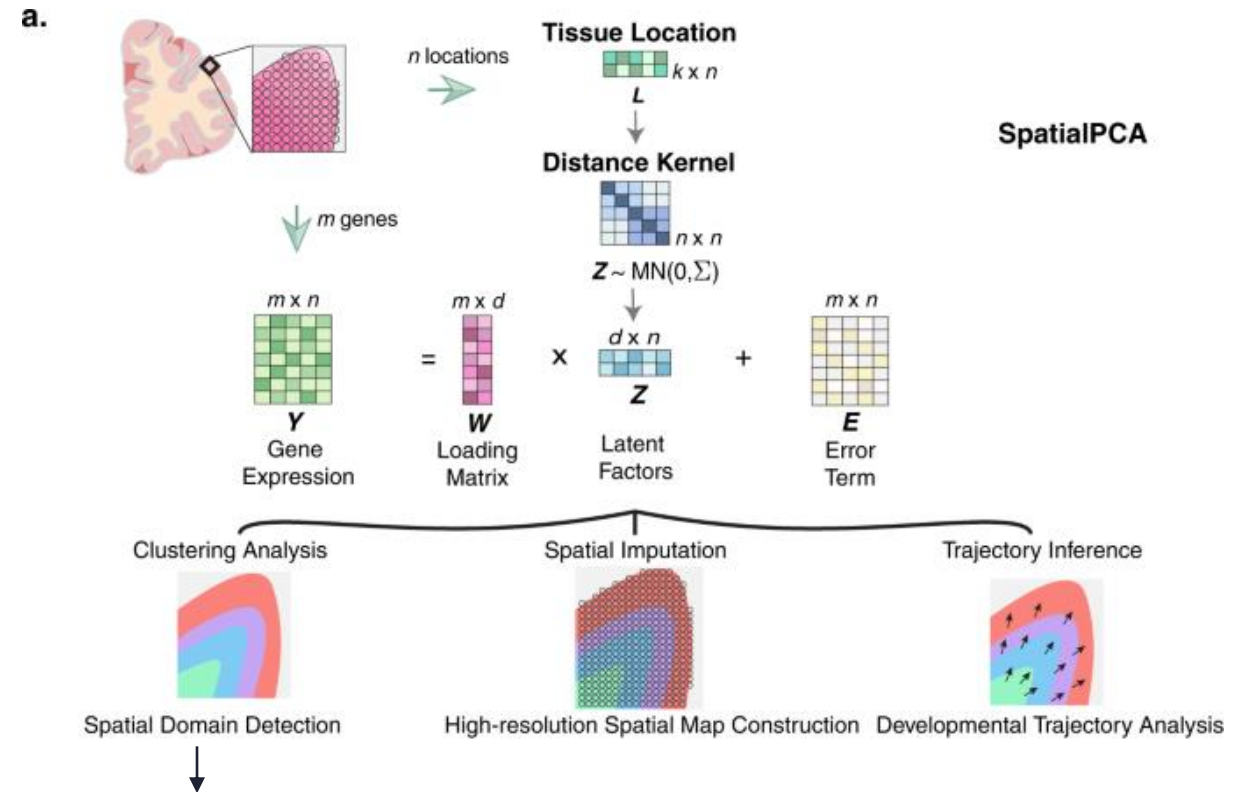 a.
n locations
Tissue Location
k x n
L
SpatialPCA
Distance Kernel
n x n
m genes
Z ~ MN(0,Σ)
m x n
m x d
d x n
m x n
=
x
+
Y
W
Z
E
Gene
Expression
Loading
Matrix
Latent
Factors
Error
Term
Clustering Analysis
Spatial Imputation
Trajectory Inference
Spatial Domain Detection
High-resolution Spatial Map Construction
Developmental Trajectory Analysis